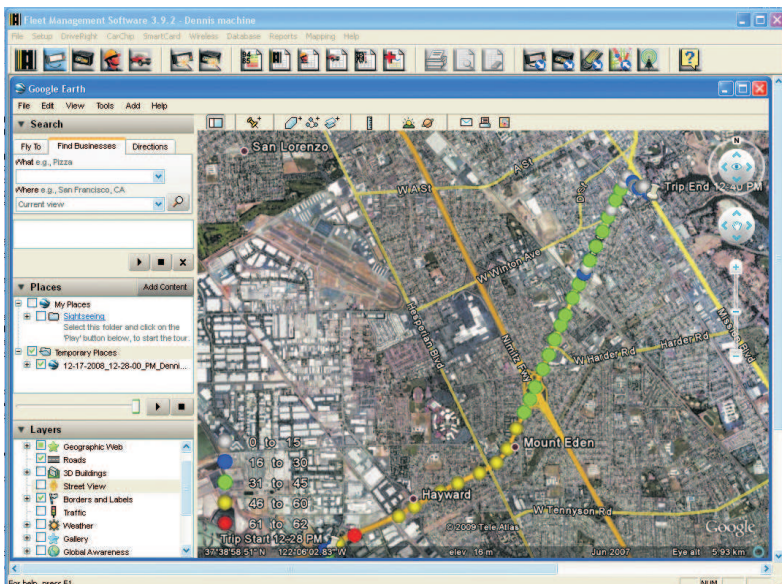 fleet Management Software 3.9.2 - Dennis machine
File Setup DriveRight CarChip SmartCard Wireless Database Reports Mapping Help
Google Earth
File Edit View Tools Add Help
Search
Fly To Find Businesses Directions
What e.g., Pizza
Where e.g., San Francisco, CA
Current view
Places Add Content
My Places
Sightseeing
Select this folder and click on the
'Play' button below, to start the tour.
Temporary Places
12-17-2008_12-28-00_PM_Denni...
Layers
Geographic Web
Roads
3D Buildings
Street View
Borders and Labels
Traffic
Weather
Gallery
Global Awareness
San Lorenzo
W A St
A St
D St
N
Trip End 12:40 PM
W Winton Ave
Hesperian Blvd
Nimitz Fwy
Mission Blvd
W Harder Rd
Harder Rd
Mount Eden
Hayward
W Tennyson Rd
0 to 15
16 to 30
31 to 45
46 to 60
61 to 62
Trip Start 12:28 PM
© 2009 Tele Atlas
Google
37°38'58.51" N 122°06'02.83" W elev 16 m Jun 2007 Eye alt 5.93 km
For help, press F1
NUM